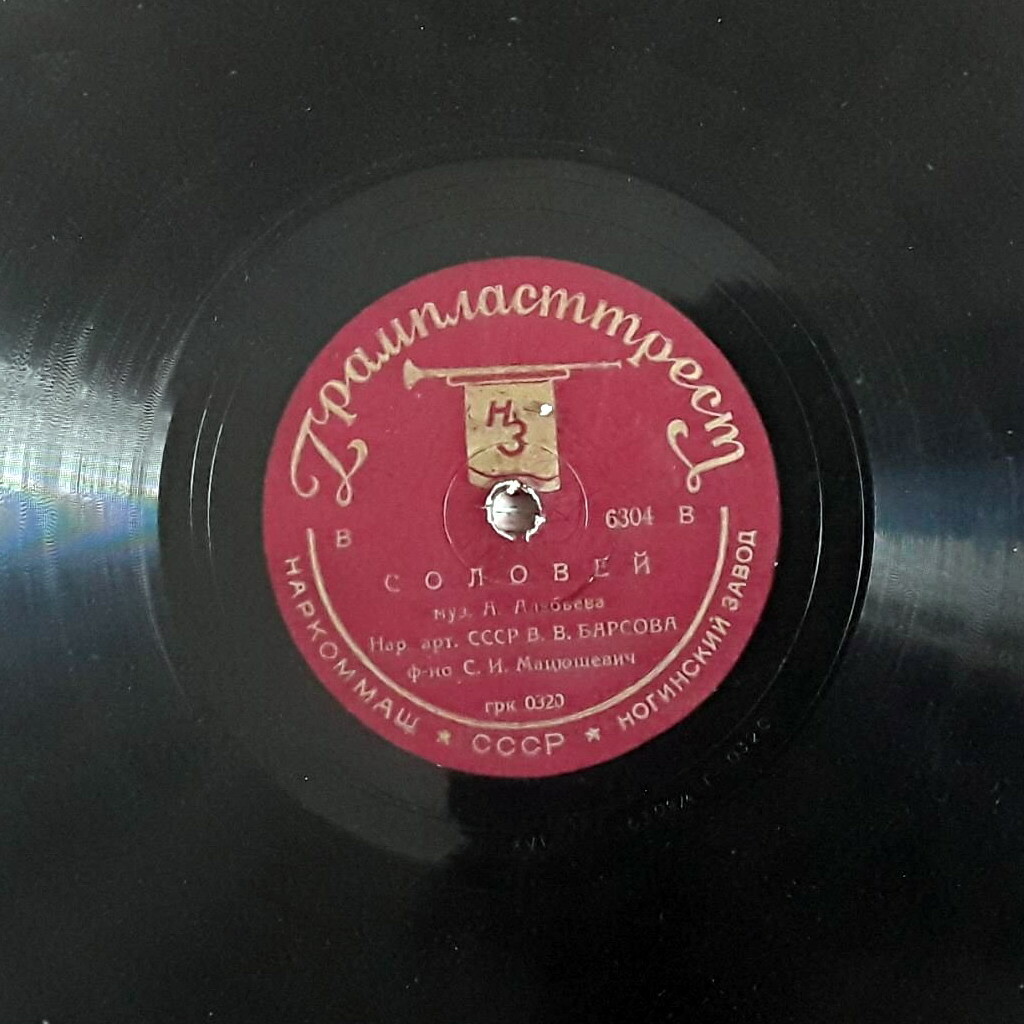 Грампласттрест
НЗ
6304 В
В
СОЛОВЕЙ
муз. А. Алябьева
Нар. арт. СССР В. В. БАРСОВА
ф-но С. И. Мацюшевич
грк 0320
НАРКОММАШ ★ СССР ★ НОГИНСКИЙ ЗАВОД